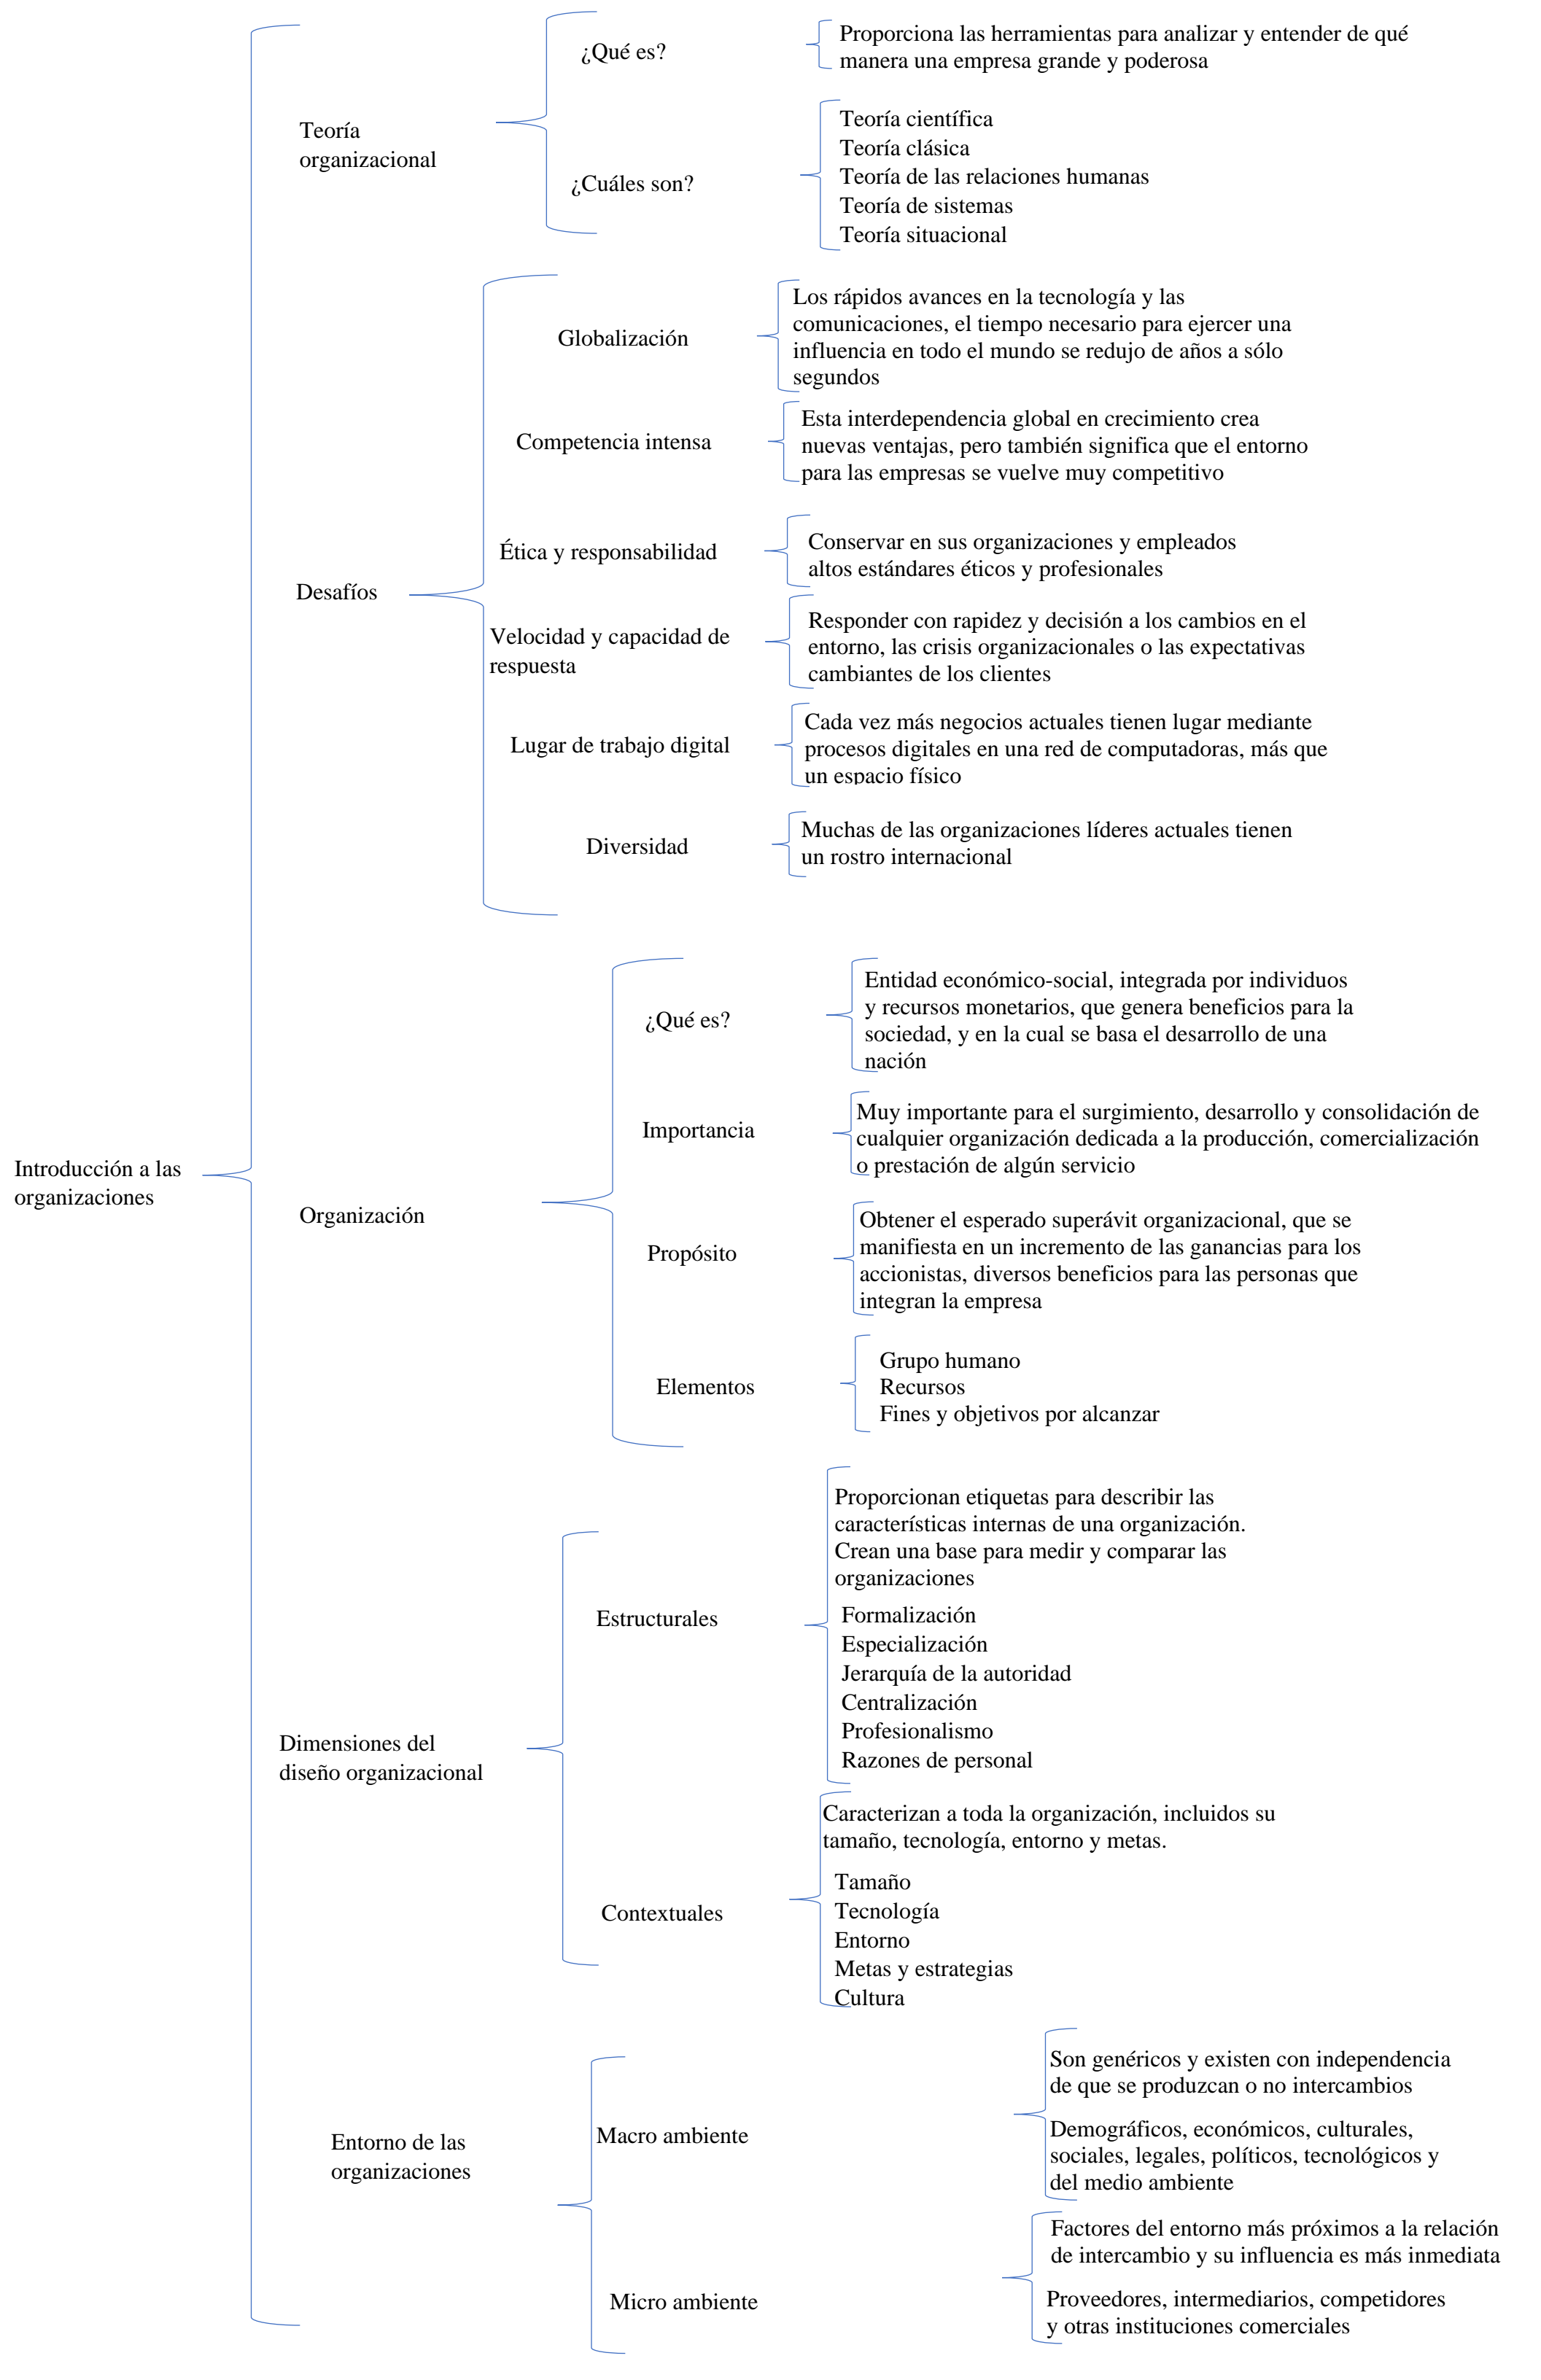 Introducción a las
organizaciones
Teoría
organizacional
¿Qué es?
Proporciona las herramientas para analizar y entender de qué
manera una empresa grande y poderosa
¿Cuáles son?
Teoría científica
Teoría clásica
Teoría de las relaciones humanas
Teoría de sistemas
Teoría situacional
Desafíos
Globalización
Los rápidos avances en la tecnología y las
comunicaciones, el tiempo necesario para ejercer una
influencia en todo el mundo se redujo de años a sólo
segundos
Competencia intensa
Esta interdependencia global en crecimiento crea
nuevas ventajas, pero también significa que el entorno
para las empresas se vuelve muy competitivo
Ética y responsabilidad
Conservar en sus organizaciones y empleados
altos estándares éticos y profesionales
Velocidad y capacidad de
respuesta
Responder con rapidez y decisión a los cambios en el
entorno, las crisis organizacionales o las expectativas
cambiantes de los clientes
Lugar de trabajo digital
Cada vez más negocios actuales tienen lugar mediante
procesos digitales en una red de computadoras, más que
un espacio físico
Diversidad
Muchas de las organizaciones líderes actuales tienen
un rostro internacional
Organización
¿Qué es?
Entidad económico-social, integrada por individuos
y recursos monetarios, que genera beneficios para la
sociedad, y en la cual se basa el desarrollo de una
nación
Importancia
Muy importante para el surgimiento, desarrollo y consolidación de
cualquier organización dedicada a la producción, comercialización
o prestación de algún servicio
Propósito
Obtener el esperado superávit organizacional, que se
manifiesta en un incremento de las ganancias para los
accionistas, diversos beneficios para las personas que
integran la empresa
Elementos
Grupo humano
Recursos
Fines y objetivos por alcanzar
Dimensiones del
diseño organizacional
Estructurales
Proporcionan etiquetas para describir las
características internas de una organización.
Crean una base para medir y comparar las
organizaciones
Formalización
Especialización
Jerarquía de la autoridad
Centralización
Profesionalismo
Razones de personal
Contextuales
Caracterizan a toda la organización, incluidos su
tamaño, tecnología, entorno y metas.
Tamaño
Tecnología
Entorno
Metas y estrategias
Cultura
Entorno de las
organizaciones
Macro ambiente
Son genéricos y existen con independencia
de que se produzcan o no intercambios
Demográficos, económicos, culturales,
sociales, legales, políticos, tecnológicos y
del medio ambiente
Micro ambiente
Factores del entorno más próximos a la relación
de intercambio y su influencia es más inmediata
Proveedores, intermediarios, competidores
y otras instituciones comerciales